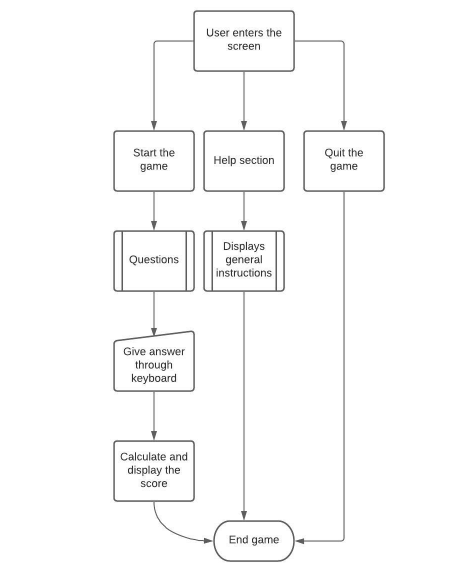 User enters the
screen
Start the
game
Help section
Quit the
game
Questions
Displays
general
instructions
Give answer
through
keyboard
Calculate and
display the
score
End game